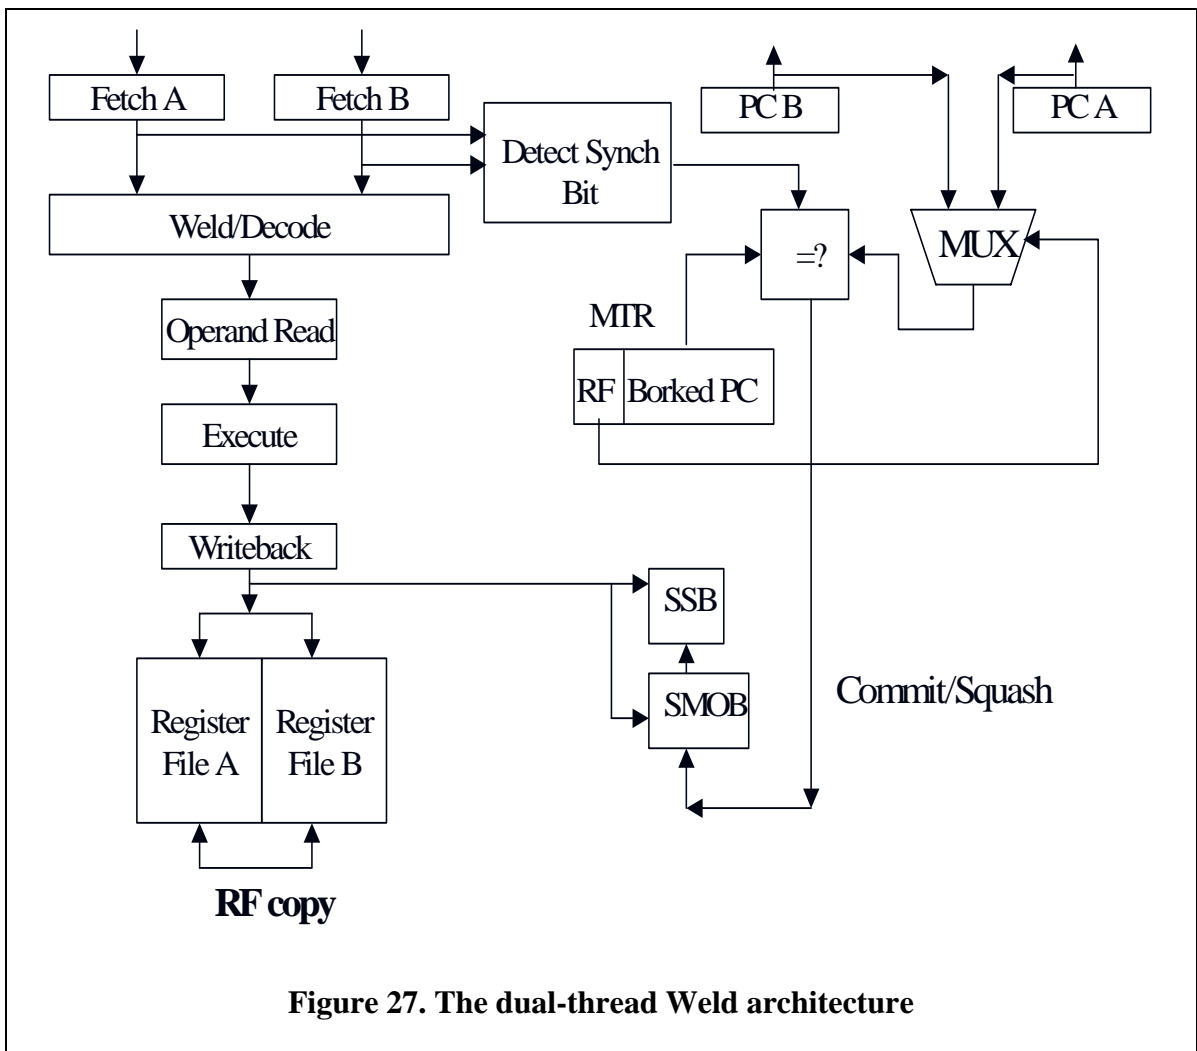 Fetch A
Fetch B
PC B
PC A
Detect Synch
Bit
Weld/Decode
=?
MUX
Operand Read
MTR
RF
Borked PC
Execute
Writeback
SSB
SMOB
Commit/Squash
Register
File A
Register
File B
RF copy
Figure 27. The dual-thread Weld architecture